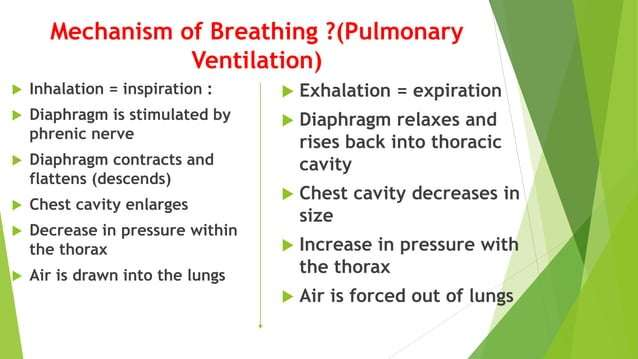 Mechanism of Breathing ?(Pulmonary
Ventilation)
Inhalation = inspiration :
Diaphragm is stimulated by
phrenic nerve
Diaphragm contracts and
flattens (descends)
Chest cavity enlarges
Decrease in pressure within
the thorax
Air is drawn into the lungs
Exhalation = expiration
Diaphragm relaxes and
rises back into thoracic
cavity
Chest cavity decreases in
size
Increase in pressure with
the thorax
Air is forced out of lungs